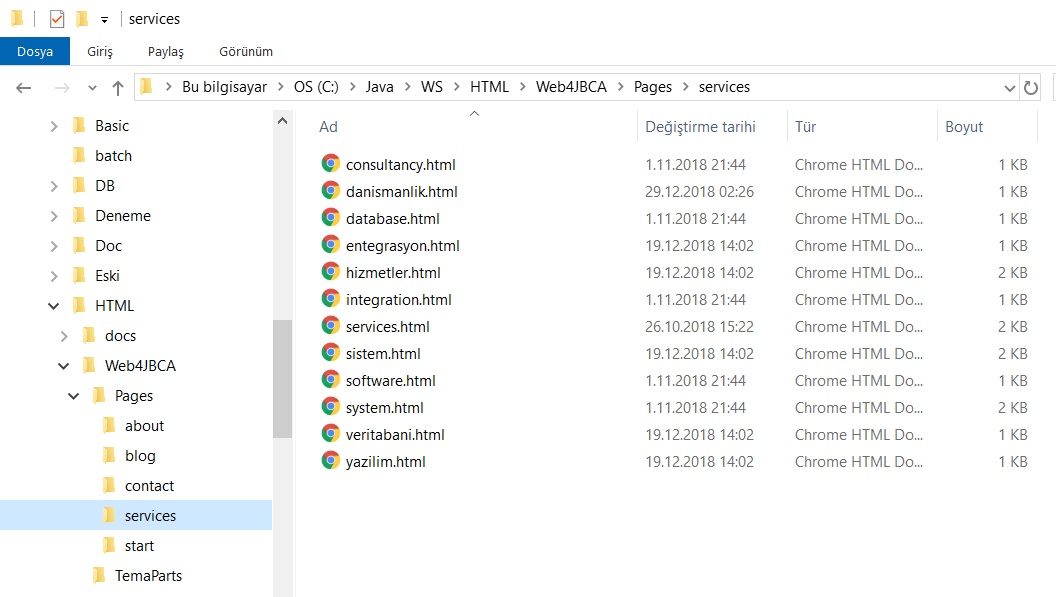 services
Dosya Giriş Paylaş Görünüm
Bu bilgisayar OS (C:) Java WS HTML Web4JBCA Pages services
Basic
batch
DB
Deneme
Doc
Eski
HTML
docs
Web4JBCA
Pages
about
blog
contact
services
start
TemaParts
Ad Değiştirme tarihi Tür Boyut
consultancy.html 1.11.2018 21:44 Chrome HTML Do... 1 KB
danismanlik.html 29.12.2018 02:26 Chrome HTML Do... 1 KB
database.html 1.11.2018 21:44 Chrome HTML Do... 1 KB
entegrasyon.html 19.12.2018 14:02 Chrome HTML Do... 1 KB
hizmetler.html 19.12.2018 14:02 Chrome HTML Do... 2 KB
integration.html 1.11.2018 21:44 Chrome HTML Do... 1 KB
services.html 26.10.2018 15:22 Chrome HTML Do... 2 KB
sistem.html 19.12.2018 14:02 Chrome HTML Do... 2 KB
software.html 1.11.2018 21:44 Chrome HTML Do... 1 KB
system.html 1.11.2018 21:44 Chrome HTML Do... 2 KB
veritabani.html 19.12.2018 14:02 Chrome HTML Do... 1 KB
yazilim.html 19.12.2018 14:02 Chrome HTML Do... 1 KB